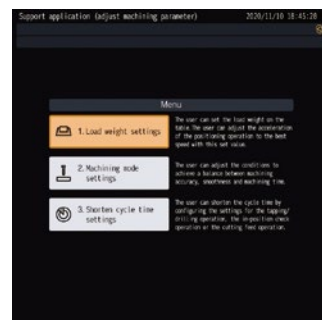 Support application (adjust machining parameter) 2020/11/10 18:45:20
Menu
1. Load weight settings
The user can set the load weight on the
table. The user can adjust the acceleration
of the positioning operation to the best
speed with this set value.
2. Machining mode
settings
The user can adjust the conditions to
achieve a balance between machining
accuracy, smoothness and machining time.
3. Shorten cycle time
settings
The user can shorten the cycle time by
configuring the settings for the tapping/
drilling operation, the in-position check
operation or the cutting feed operation.